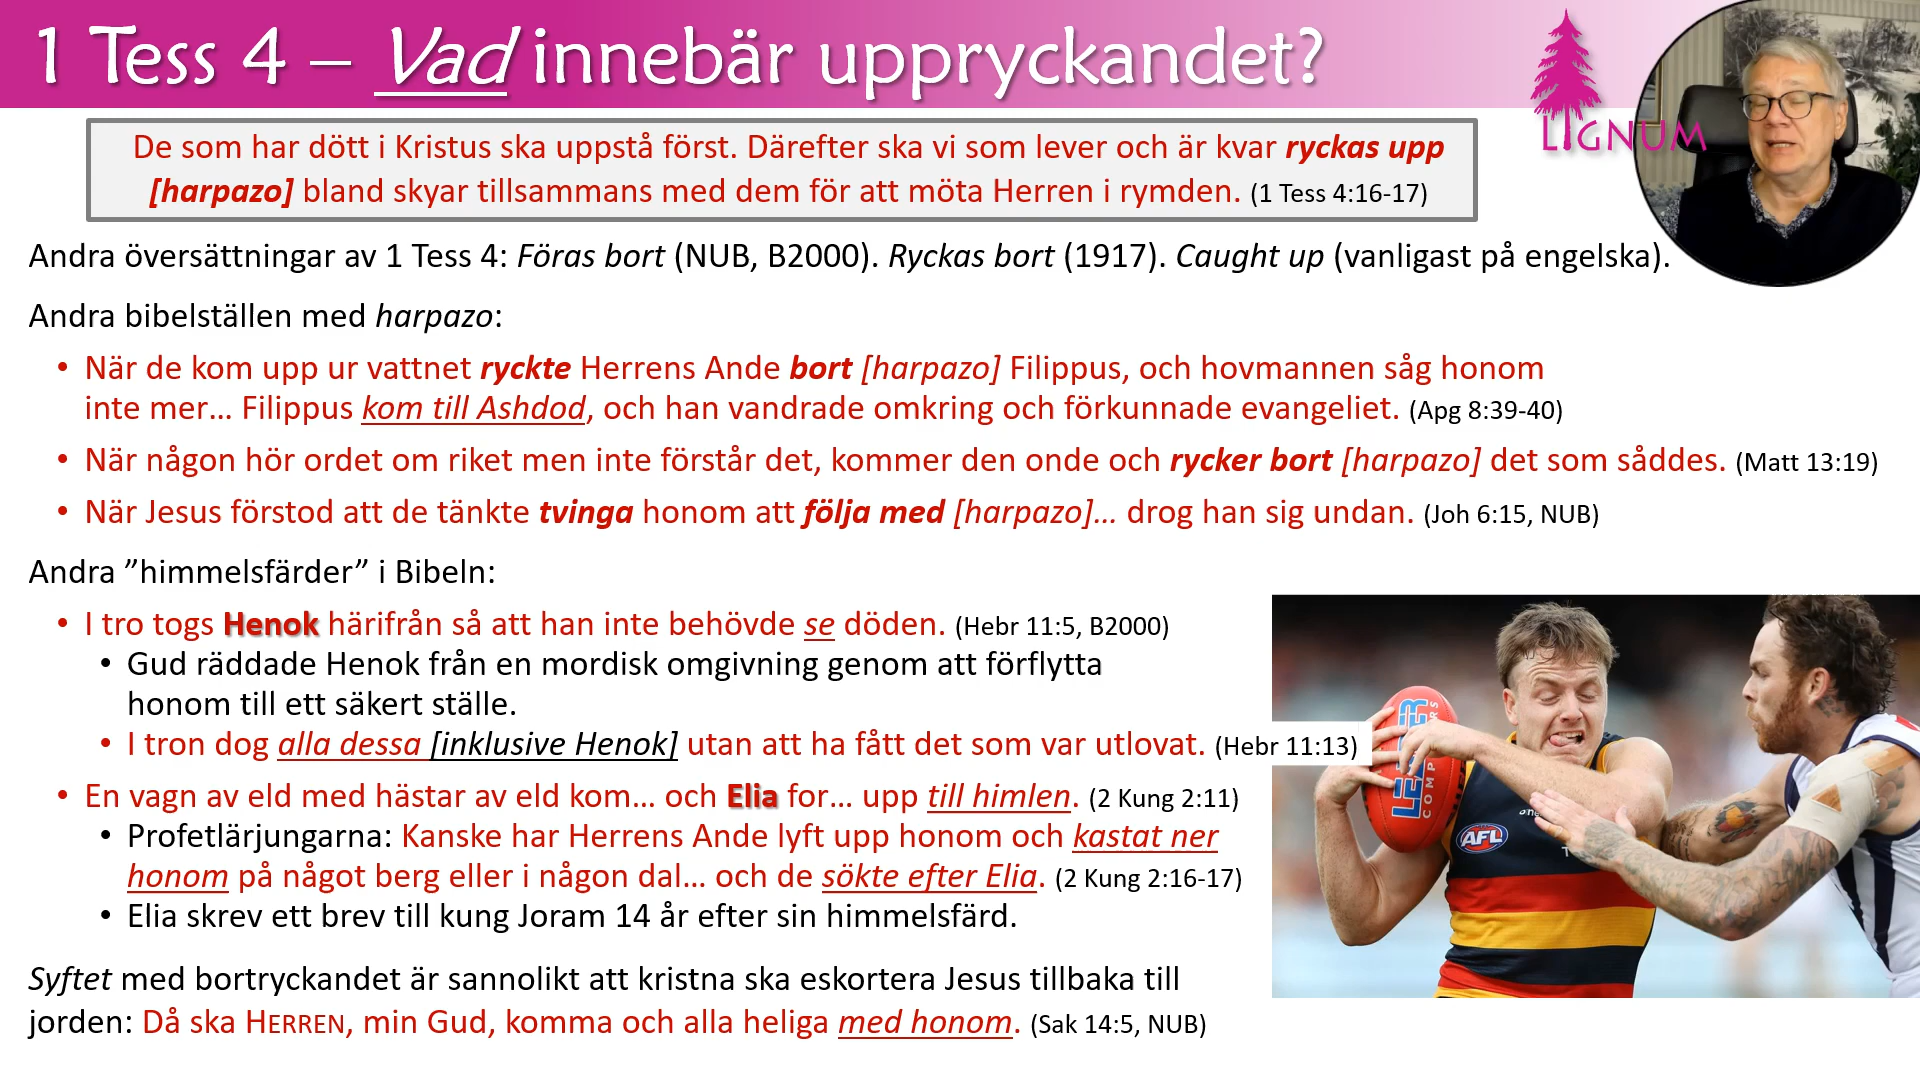 1 Tess 4 – Vad innebär uppryckandet?
LIGNUM
De som har dött i Kristus ska uppstå först. Därefter ska vi som lever och är kvar ryckas upp
[harpazo] bland skyar tillsammans med dem för att möta Herren i rymden. (1 Tess 4:16-17)
Andra översättningar av 1 Tess 4: Föras bort (NUB, B2000). Ryckas bort (1917). Caught up (vanligast på engelska).
Andra bibelställen med harpazo:
• När de kom upp ur vattnet ryckte Herrens Ande bort [harpazo] Filippus, och hovmannen såg honom
inte mer… Filippus kom till Ashdod, och han vandrade omkring och förkunnade evangeliet. (Apg 8:39-40)
• När någon hör ordet om riket men inte förstår det, kommer den onde och rycker bort [harpazo] det som såddes. (Matt 13:19)
• När Jesus förstod att de tänkte tvinga honom att följa med [harpazo]… drog han sig undan. (Joh 6:15, NUB)
Andra ”himmelsfärder” i Bibeln:
• I tro togs Henok härifrån så att han inte behövde se döden. (Hebr 11:5, B2000)
• Gud räddade Henok från en mordisk omgivning genom att förflytta
honom till ett säkert ställe.
• I tron dog alla dessa [inklusive Henok] utan att ha fått det som var utlovat. (Hebr 11:13)
• En vagn av eld med hästar av eld kom… och Elia for… upp till himlen. (2 Kung 2:11)
• Profetlärjungarna: Kanske har Herrens Ande lyft upp honom och kastat ner
honom på något berg eller i någon dal… och de sökte efter Elia. (2 Kung 2:16-17)
• Elia skrev ett brev till kung Joram 14 år efter sin himmelsfärd.
Syftet med bortryckandet är sannolikt att kristna ska eskortera Jesus tillbaka till
jorden: Då ska HERREN, min Gud, komma och alla heliga med honom. (Sak 14:5, NUB)
AFL